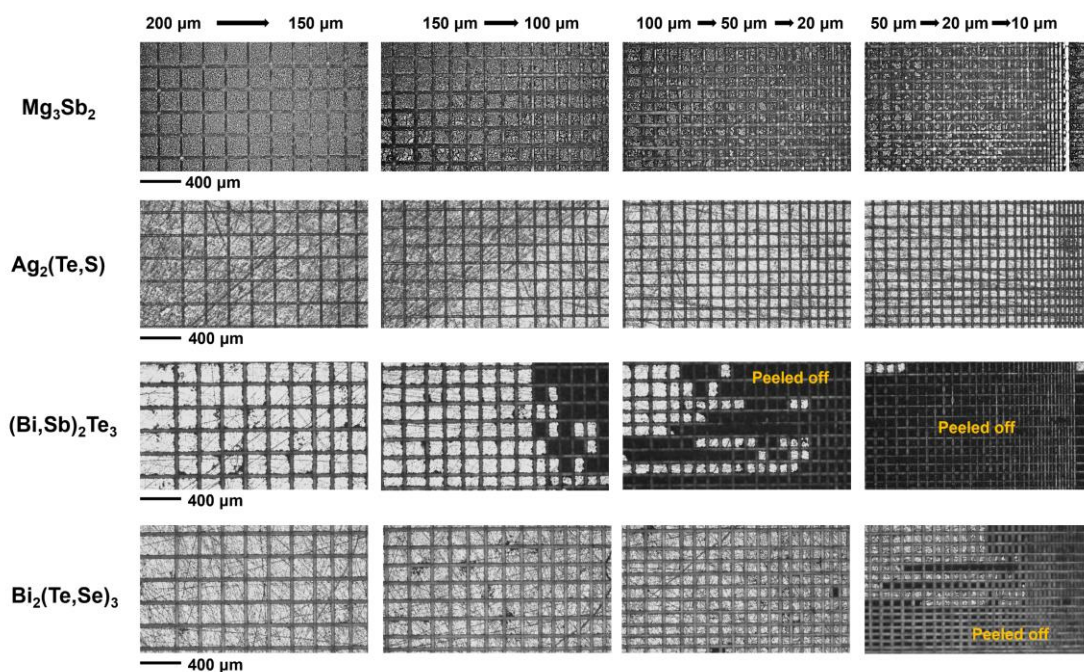 200 µm → 150 µm
150 µm → 100 µm
100 µm → 50 µm → 20 µm
50 µm → 20 µm → 10 µm
Mg₃Sb₂
400 µm
Ag₂(Te,S)
400 µm
(Bi,Sb)₂Te₃
Peeled off
Peeled off
400 µm
Bi₂(Te,Se)₃
Peeled off
400 µm